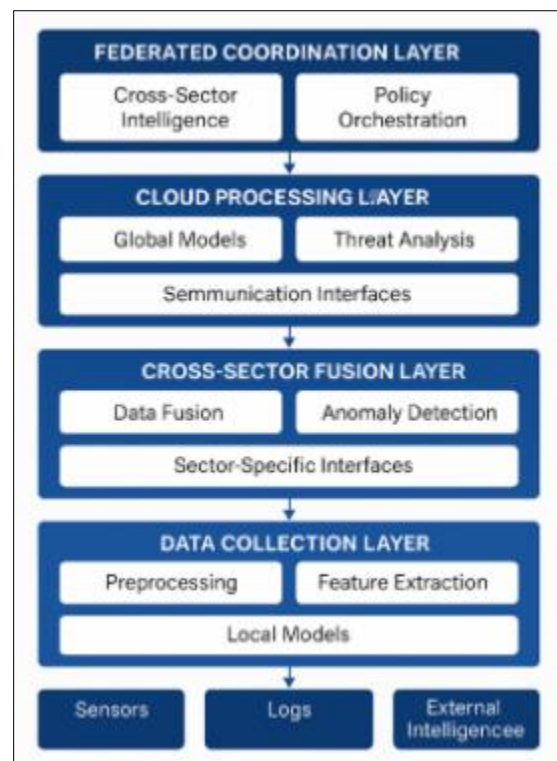 FEDERATED COORDINATION LAYER
Cross-Sector
Intelligence
Policy
Orchestration
CLOUD PROCESSING LAYER
Global Models
Threat Analysis
Semmunication Interfaces
CROSS-SECTOR FUSION LAYER
Data Fusion
Anomaly Detection
Sector-Specific Interfaces
DATA COLLECTION LAYER
Preprocessing
Feature Extraction
Local Models
Sensors
Logs
External
Intelligencee